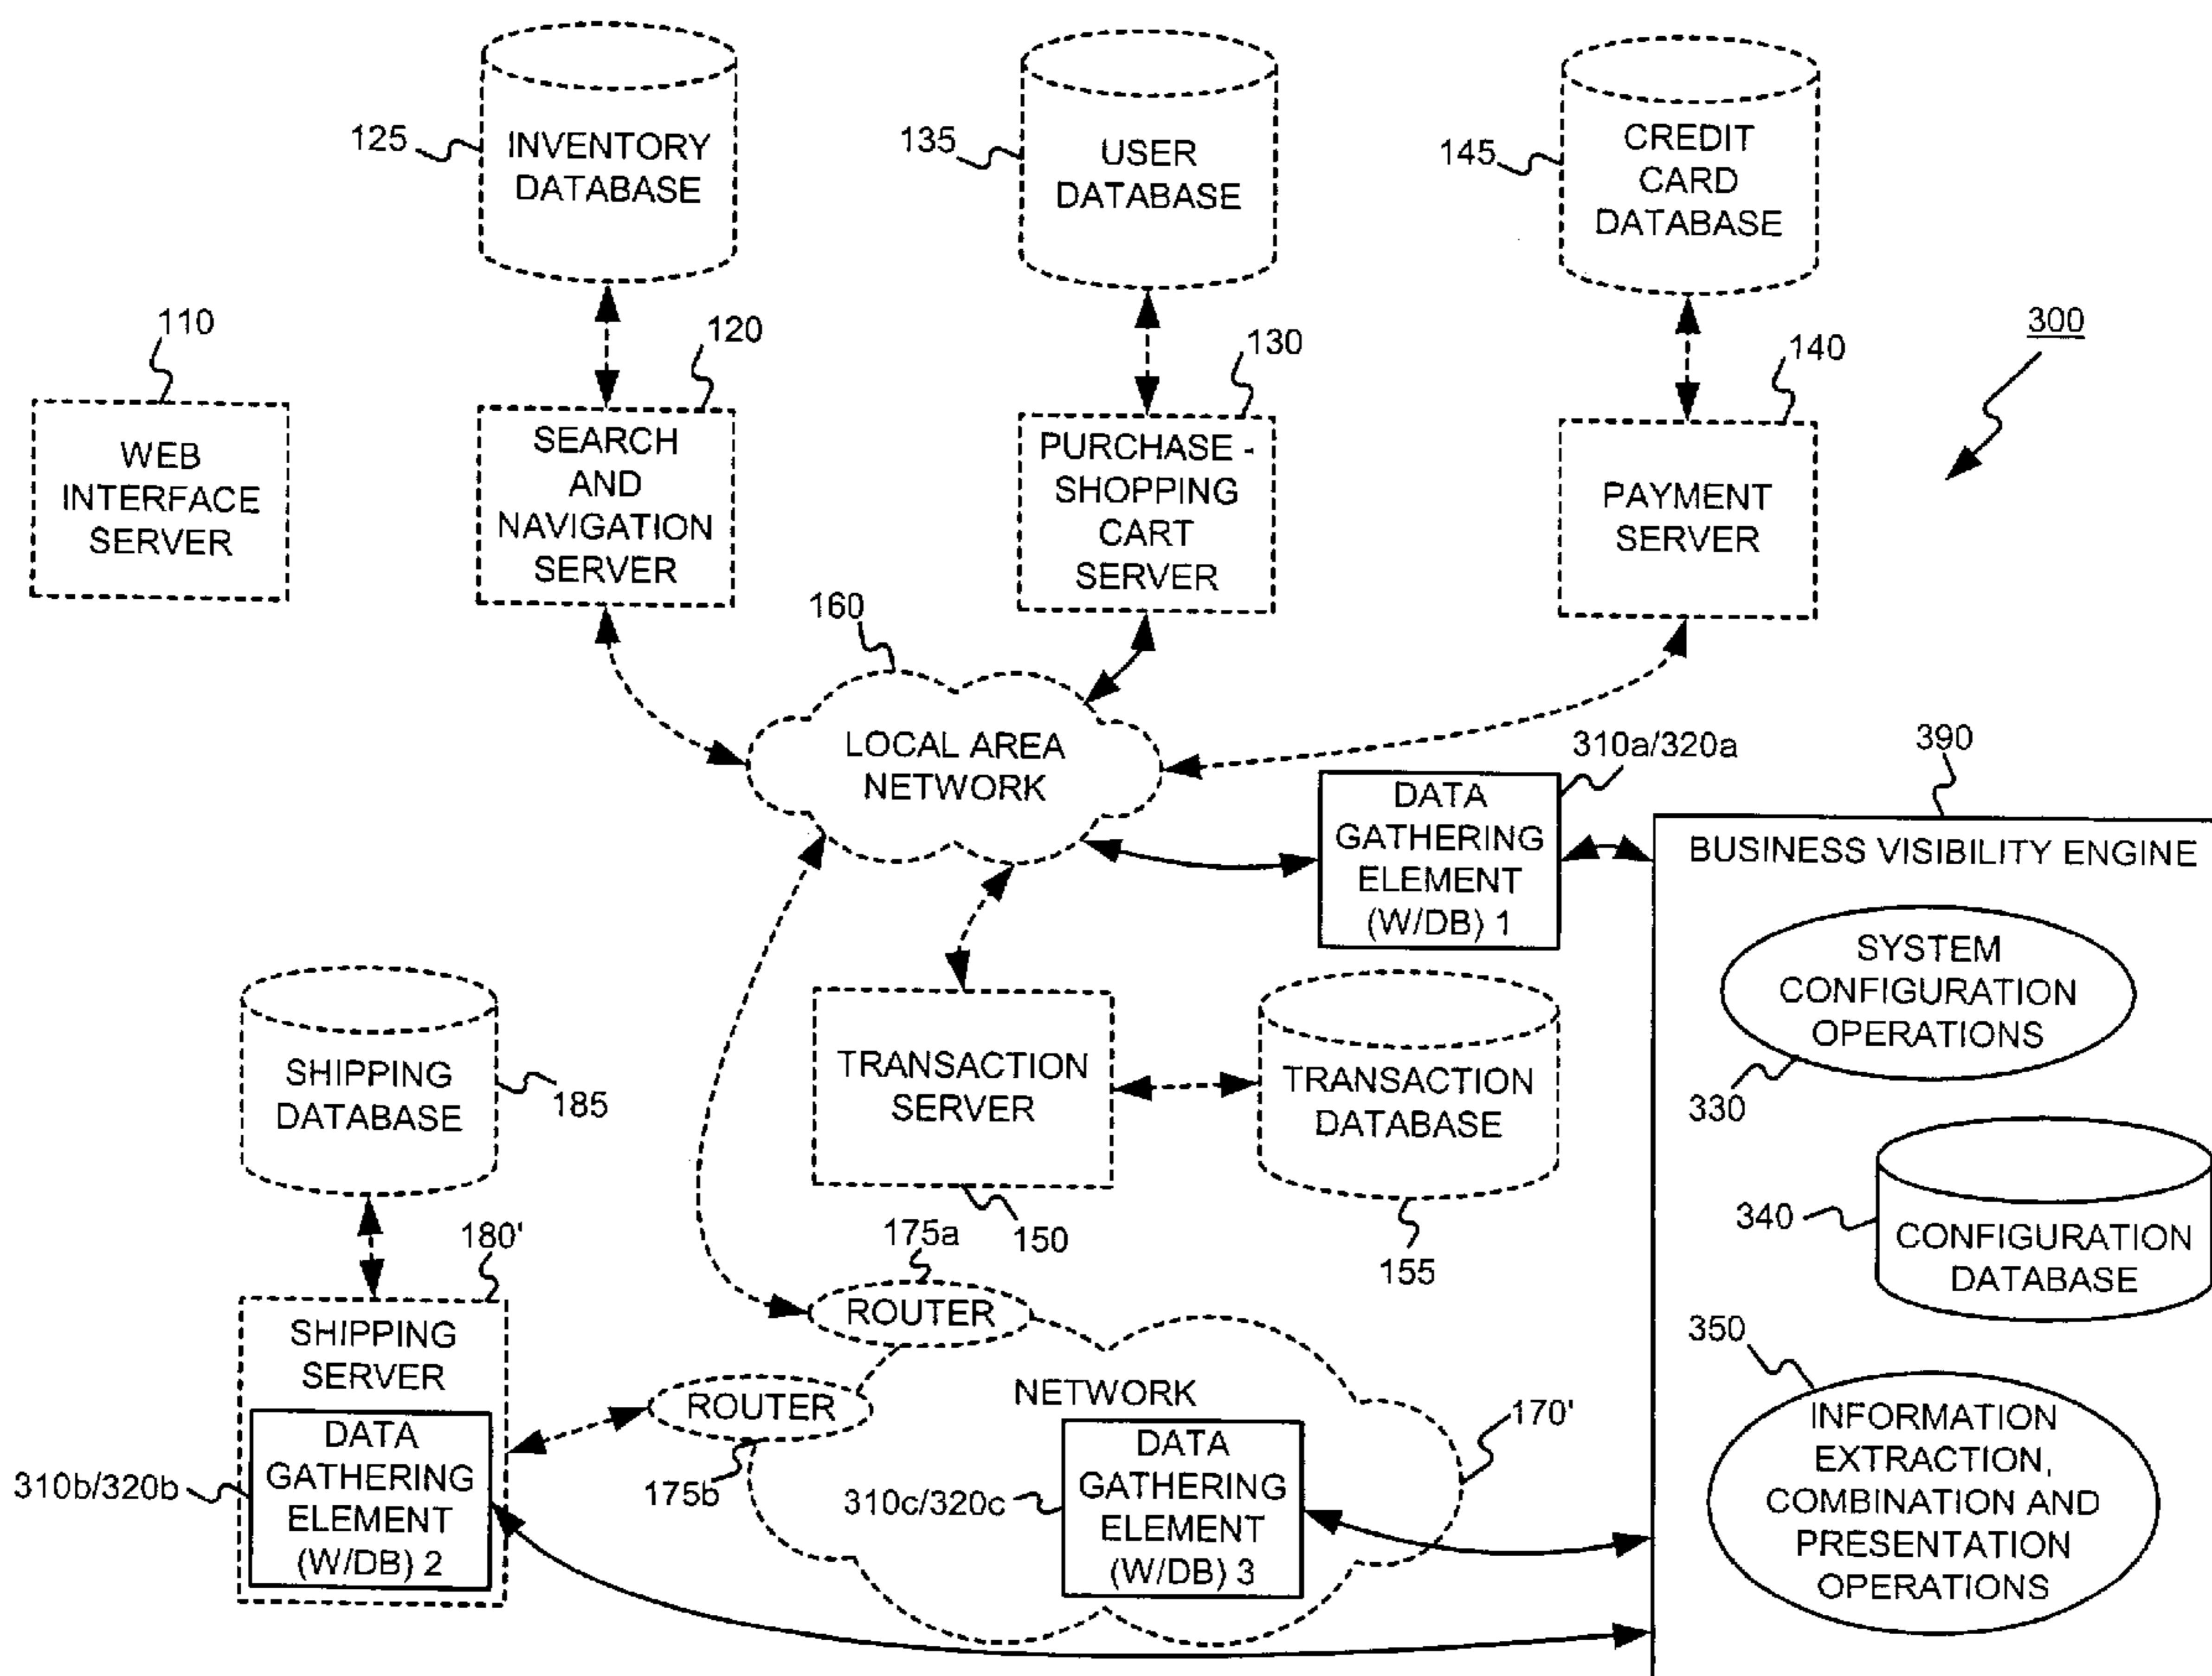 125
INVENTORY
DATABASE
135
USER
DATABASE
145
CREDIT
CARD
DATABASE
110
120
130
140
300
WEB
INTERFACE
SERVER
SEARCH
AND
NAVIGATION
SERVER
PURCHASE -
SHOPPING
CART
SERVER
PAYMENT
SERVER
160
LOCAL AREA
NETWORK
310a/320a
DATA
GATHERING
ELEMENT
(W/DB) 1
390
BUSINESS VISIBILITY ENGINE
SYSTEM
CONFIGURATION
OPERATIONS
330
SHIPPING
DATABASE
185
TRANSACTION
SERVER
150
TRANSACTION
DATABASE
155
340
CONFIGURATION
DATABASE
180'
SHIPPING
SERVER
DATA
GATHERING
ELEMENT
(W/DB) 2
310b/320b
175a
ROUTER
ROUTER
175b
NETWORK
170'
310c/320c
DATA
GATHERING
ELEMENT
(W/DB) 3
350
INFORMATION
EXTRACTION,
COMBINATION AND
PRESENTATION
OPERATIONS